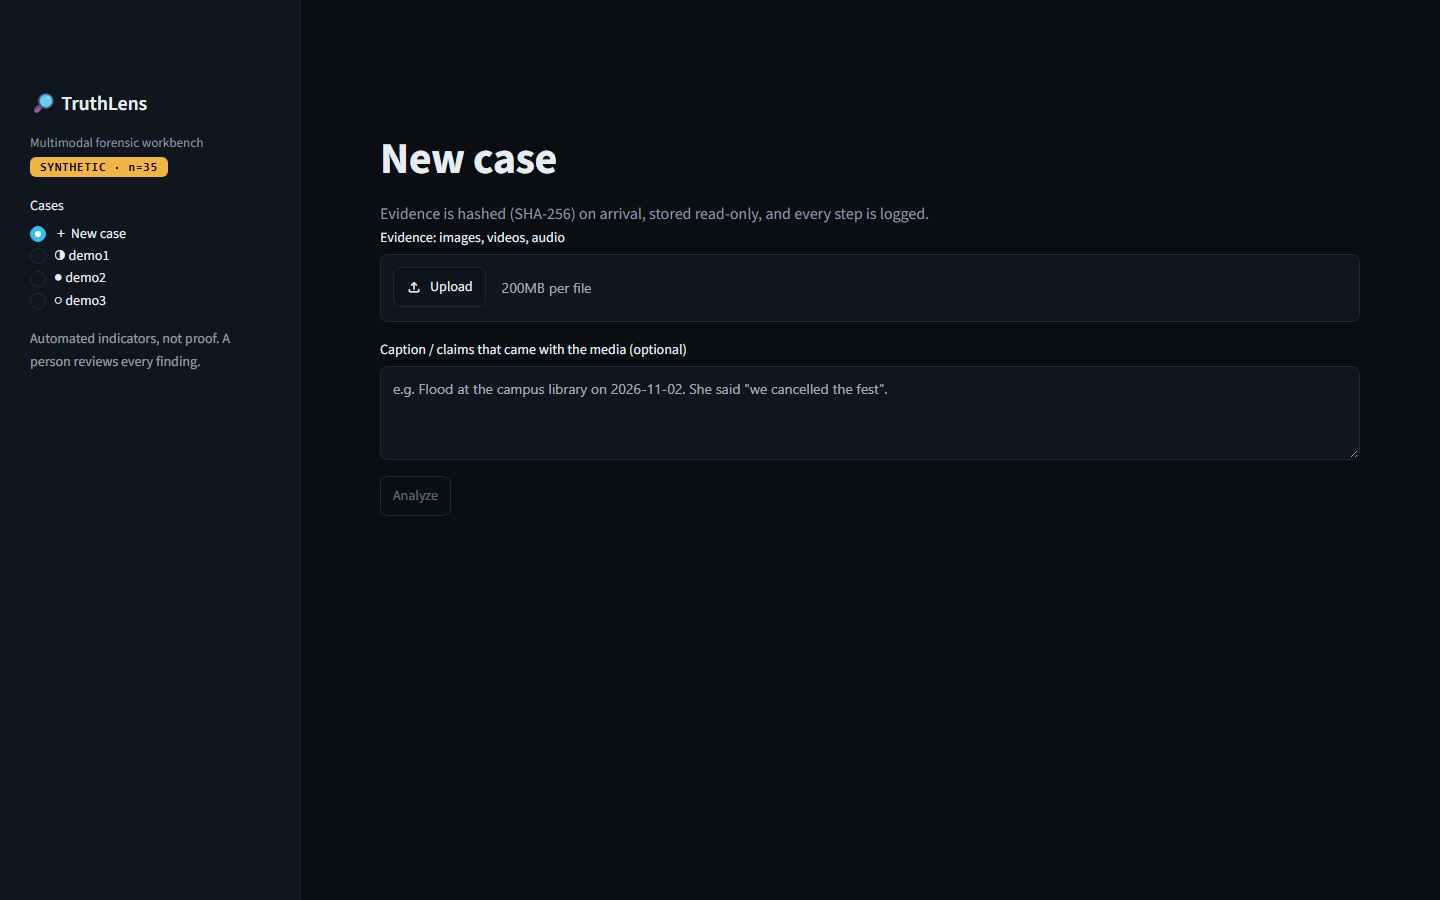 TruthLens
Multimodal forensic workbench
SYNTHETIC · n=35
Cases
+ New case
demo1
demo2
demo3
Automated indicators, not proof. A
person reviews every finding.
New case
Evidence is hashed (SHA-256) on arrival, stored read-only, and every step is logged.
Evidence: images, videos, audio
Upload 200MB per file
Caption / claims that came with the media (optional)
e.g. Flood at the campus library on 2026-11-02. She said "we cancelled the fest".
Analyze